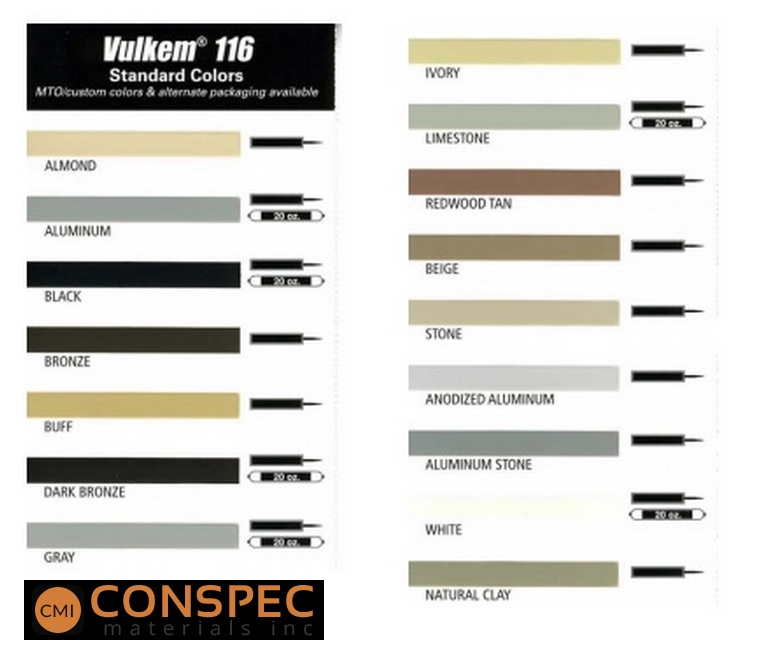 Vulkem® 116
Standard Colors
MTO/custom colors & alternate packaging available
ALMOND
20 oz.
ALUMINUM
20 oz.
BLACK
BRONZE
BUFF
20 oz.
DARK BRONZE
20 oz.
GRAY
CMI CONSPEC
materials inc
IVORY
20 oz.
LIMESTONE
REDWOOD TAN
BEIGE
STONE
ANODIZED ALUMINUM
ALUMINUM STONE
20 oz.
WHITE
NATURAL CLAY